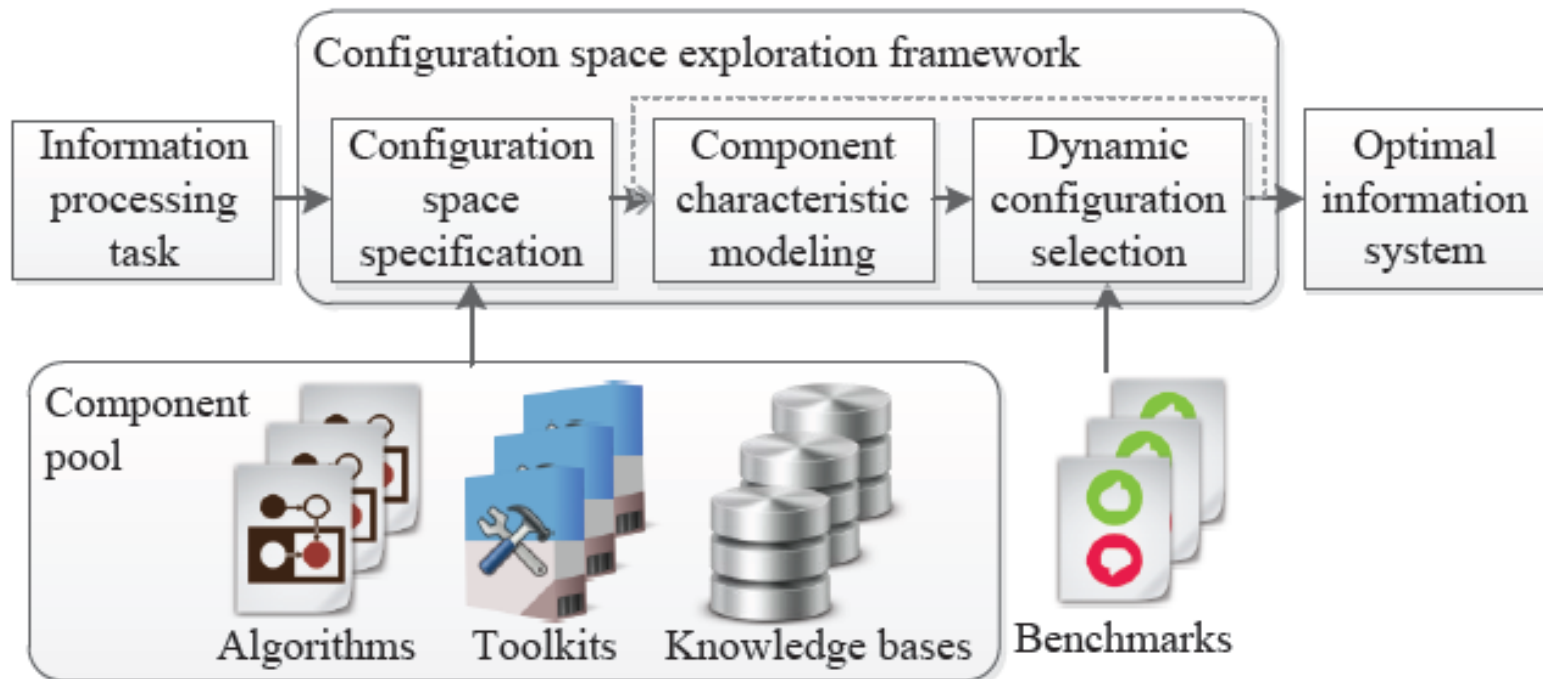 Configuration space exploration framework
Information
processing
task
Configuration
space
specification
Component
characteristic
modeling
Dynamic
configuration
selection
Optimal
information
system
Component
pool
Algorithms
Toolkits
Knowledge bases
Benchmarks